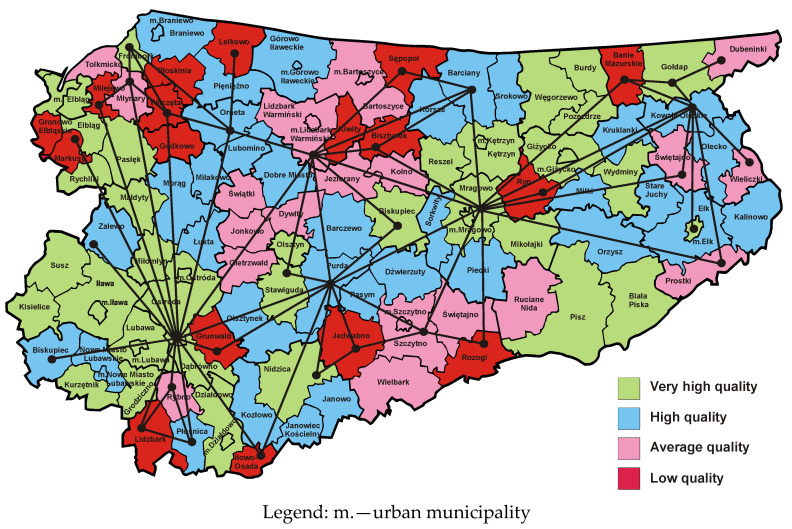 m.Braniewo
Braniewo
Lelkowo
Górowo
Iławeckie
Frombork
Tolkmicko
Płoskinia
Pieniężno
m.Górowo
Iławeckie
m.Bartoszyce
Sępopol
Barciany
Srokowo
Węgorzewo
Burdy
Banie
Mazurskie
Gołdap
Dubeninki
m.Elbląg
Milejewo
Młynary
Wilczęta
Orneta
Lidzbark
Warmiński
Bartoszyce
Korsze
Pozezdrze
Kowale Oleckie
Gronowo
Elbląskie
Elbląg
Markusy
Godkowo
Lubomino
m.Lidzbark
Warmiński
Kiwity
Bisztynek
m.Kętrzyn
Kętrzyn
Giżycko
m.Giżycko
Kruklanki
Olecko
Pasłęk
Rychliki
Morąg
Miłakowo
Dobre Miasto
Jeziorany
Kolno
Reszel
Mrągowo
Ryn
Wydminy
Świętajno
Wieliczki
Małdyty
Świątki
Dywity
Jonkowo
Biskupiec
Sorkwity
m.Mrągowo
Miłki
Stare
Juchy
Ełk
m.Ełk
Kalinowo
Zalewo
Łukta
Gietrzwałd
Olsztyn
Barczewo
Mikołajki
Orzysz
Susz
Miłomłyn
m.Ostróda
Stawiguda
Purda
Dźwierzuty
Piecki
Prostki
Iława
m.Iława
Ostróda
Pasym
Ruciane
Nida
Biała
Piska
Kisielice
Lubawa
Olsztynek
m.Szczytno
Świętajno
Pisz
Grunwald
Jedwabno
Szczytno
Biskupiec
Nowe Miasto
Lubawskie
m.Lubawa
Dąbrówno
Rozogi
Kurzętnik
m.Nowe Miasto
Lubawskie
Grodziczno
Rybno
Działdowo
Nidzica
Wielbark
Kozłowo
Janowo
Janowiec
Kościelny
Lidzbark
Płośnica
m.Działdowo
Iłowo-
Osada
Very high quality
High quality
Average quality
Low quality
Legend: m.—urban municipality